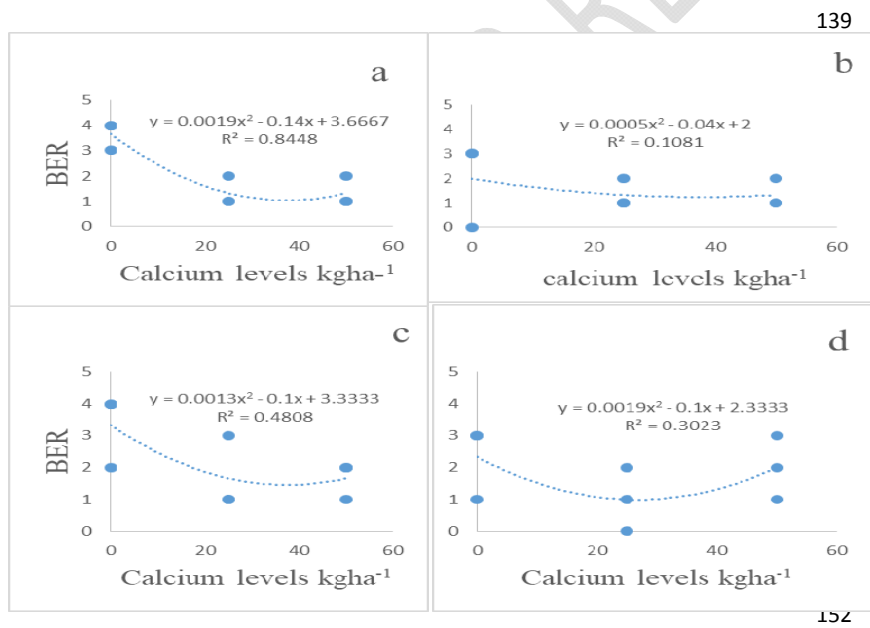 139
a
5
4
3
2
1
0
y = 0.0019x² - 0.14x + 3.6667
R² = 0.8448
BER
0 20 40 60
Calcium levels kgha-¹
b
5
4
3
2
1
0
y = 0.0005x² - 0.04x + 2
R² = 0.1081
0 20 40 60
calcium levels kgha⁻¹
c
5
4
3
2
1
0
y = 0.0013x² - 0.1x + 3.3333
R² = 0.4808
BER
0 20 40 60
Calcium levels kgha⁻¹
d
5
4
3
2
1
0
y = 0.0019x² - 0.1x + 2.3333
R² = 0.3023
0 20 40 60
Calcium levels kgha⁻¹
152